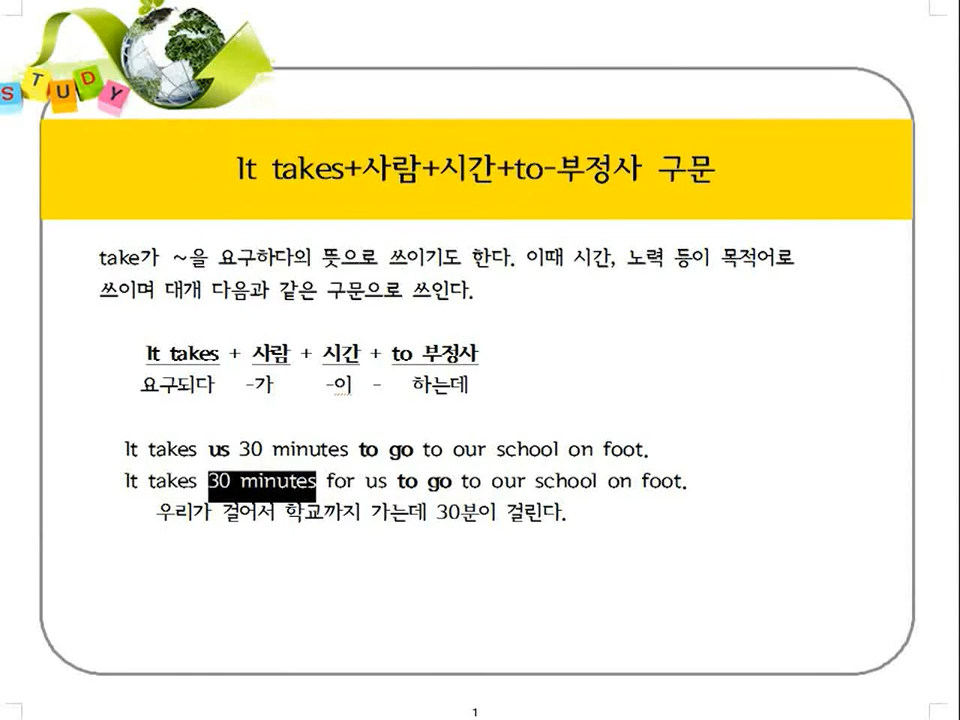 STUDY
It takes+사람+시간+to-부정사 구문
take가 ~을 요구하다의 뜻으로 쓰이기도 한다. 이때 시간, 노력 등이 목적어로
쓰이며 대개 다음과 같은 구문으로 쓰인다.
It takes + 사람 + 시간 + to 부정사
요구되다 -가 -이 - 하는데
It takes us 30 minutes to go to our school on foot.
It takes 30 minutes for us to go to our school on foot.
우리가 걸어서 학교까지 가는데 30분이 걸린다.
1